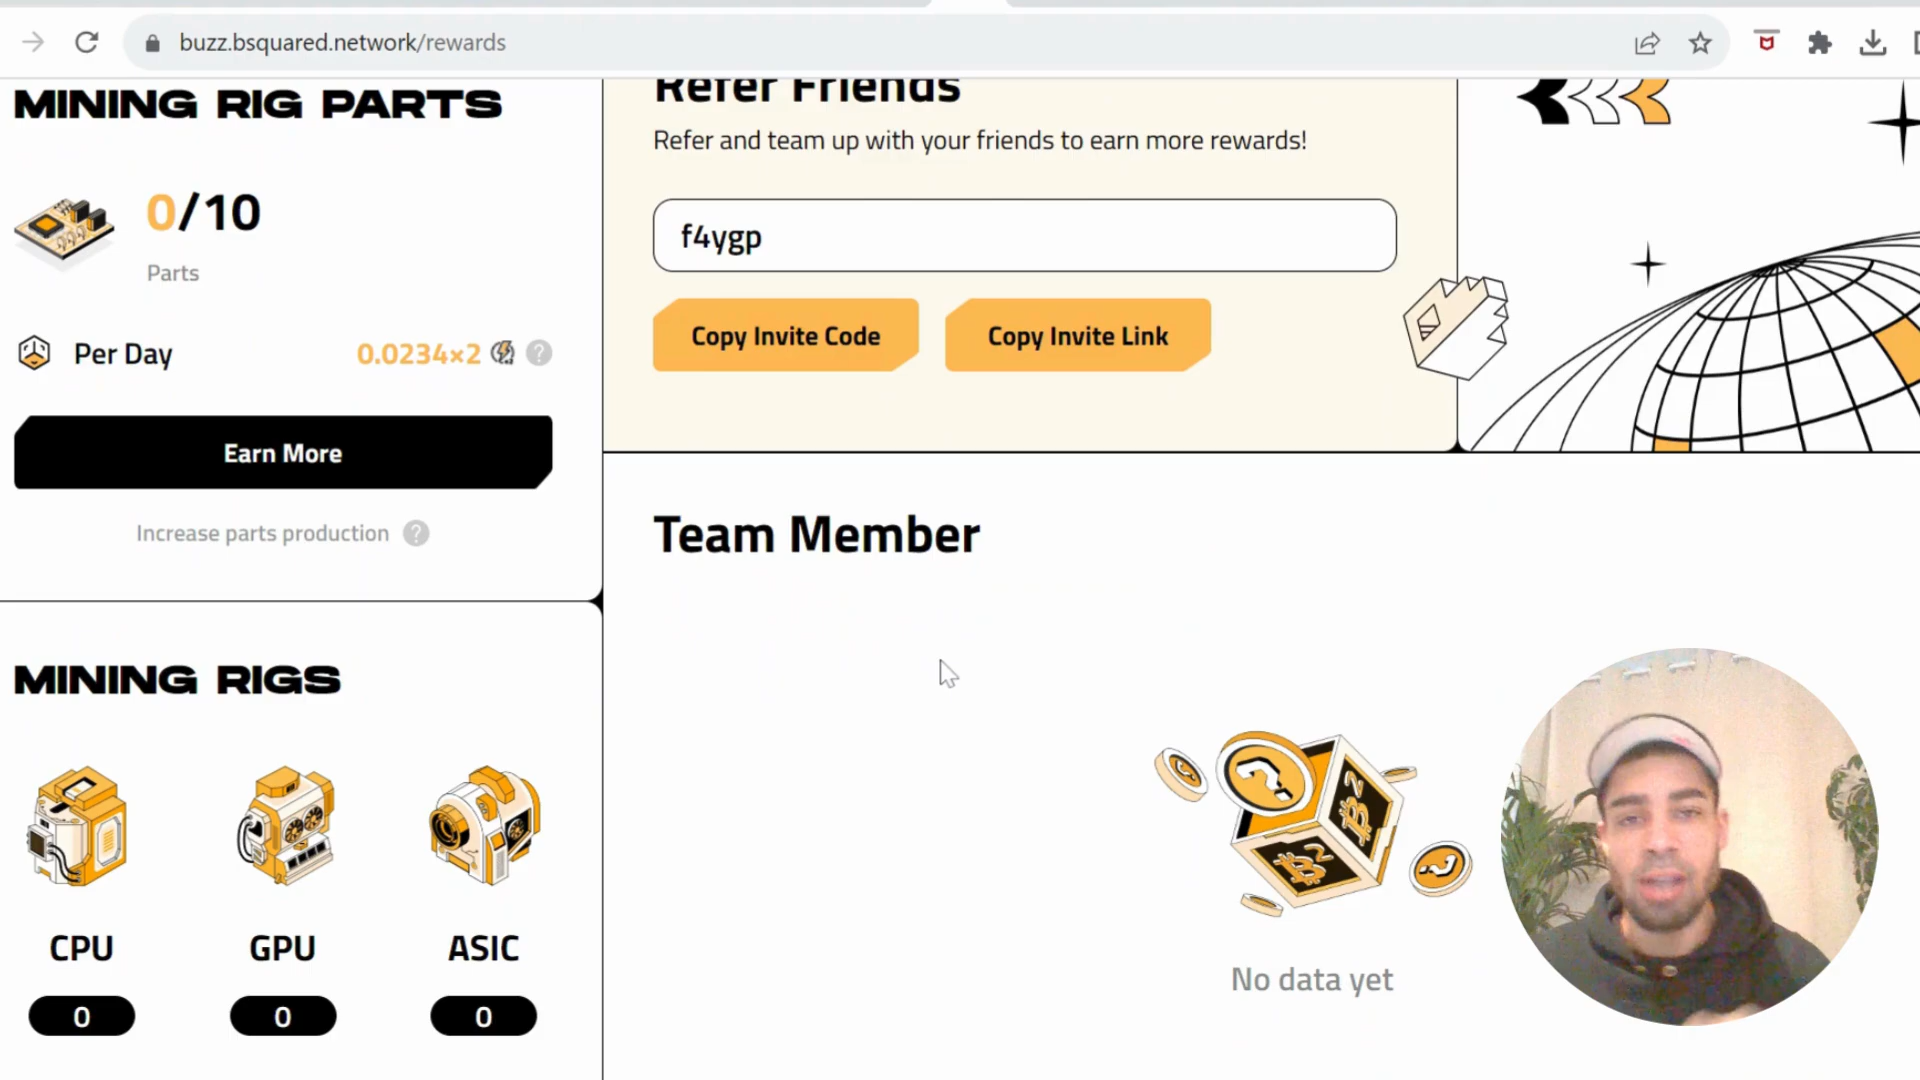 buzz.bsquared.network/rewards
MINING RIG PARTS
0/10
Parts
Per Day 0.0234×2 ?
Earn More
Increase parts production ?
MINING RIGS
CPU GPU ASIC
0 0 0
Refer Friends
Refer and team up with your friends to earn more rewards!
f4ygp
Copy Invite Code Copy Invite Link
Team Member
No data yet